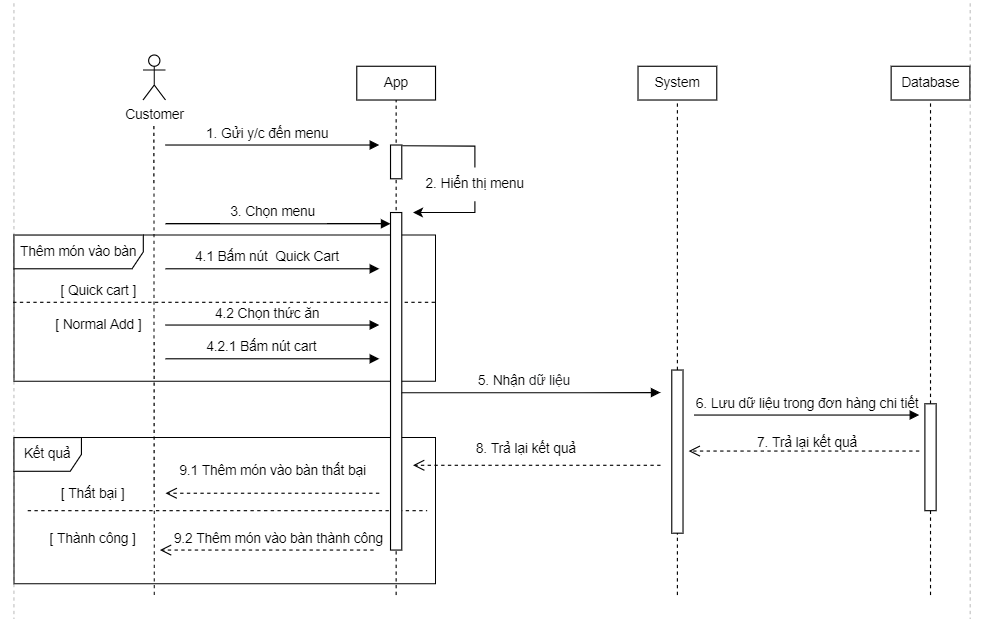 Customer
App
System
Database
1. Gửi y/c đến menu
2. Hiển thị menu
3. Chọn menu
Thêm món vào bàn
4.1 Bấm nút Quick Cart
[ Quick cart ]
4.2 Chọn thức ăn
[ Normal Add ]
4.2.1 Bấm nút cart
5. Nhận dữ liệu
6. Lưu dữ liệu trong đơn hàng chi tiết
7. Trả lại kết quả
8. Trả lại kết quả
Kết quả
9.1 Thêm món vào bàn thất bại
[ Thất bại ]
9.2 Thêm món vào bàn thành công
[ Thành công ]